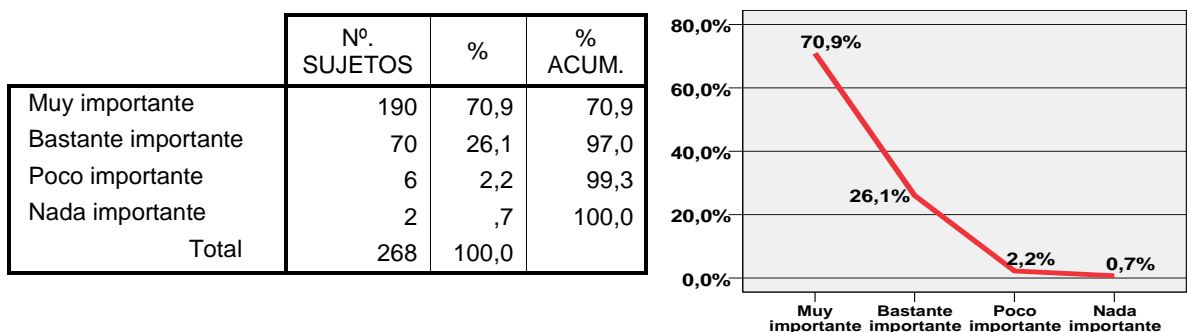 Nº. SUJETOS % % ACUM.
Muy importante 190 70,9 70,9
Bastante importante 70 26,1 97,0
Poco importante 6 2,2 99,3
Nada importante 2 ,7 100,0
Total 268 100,0
80,0%
60,0%
40,0%
20,0%
0,0%
70,9%
26,1%
2,2%
0,7%
Muy importante
Bastante importante
Poco importante
Nada importante